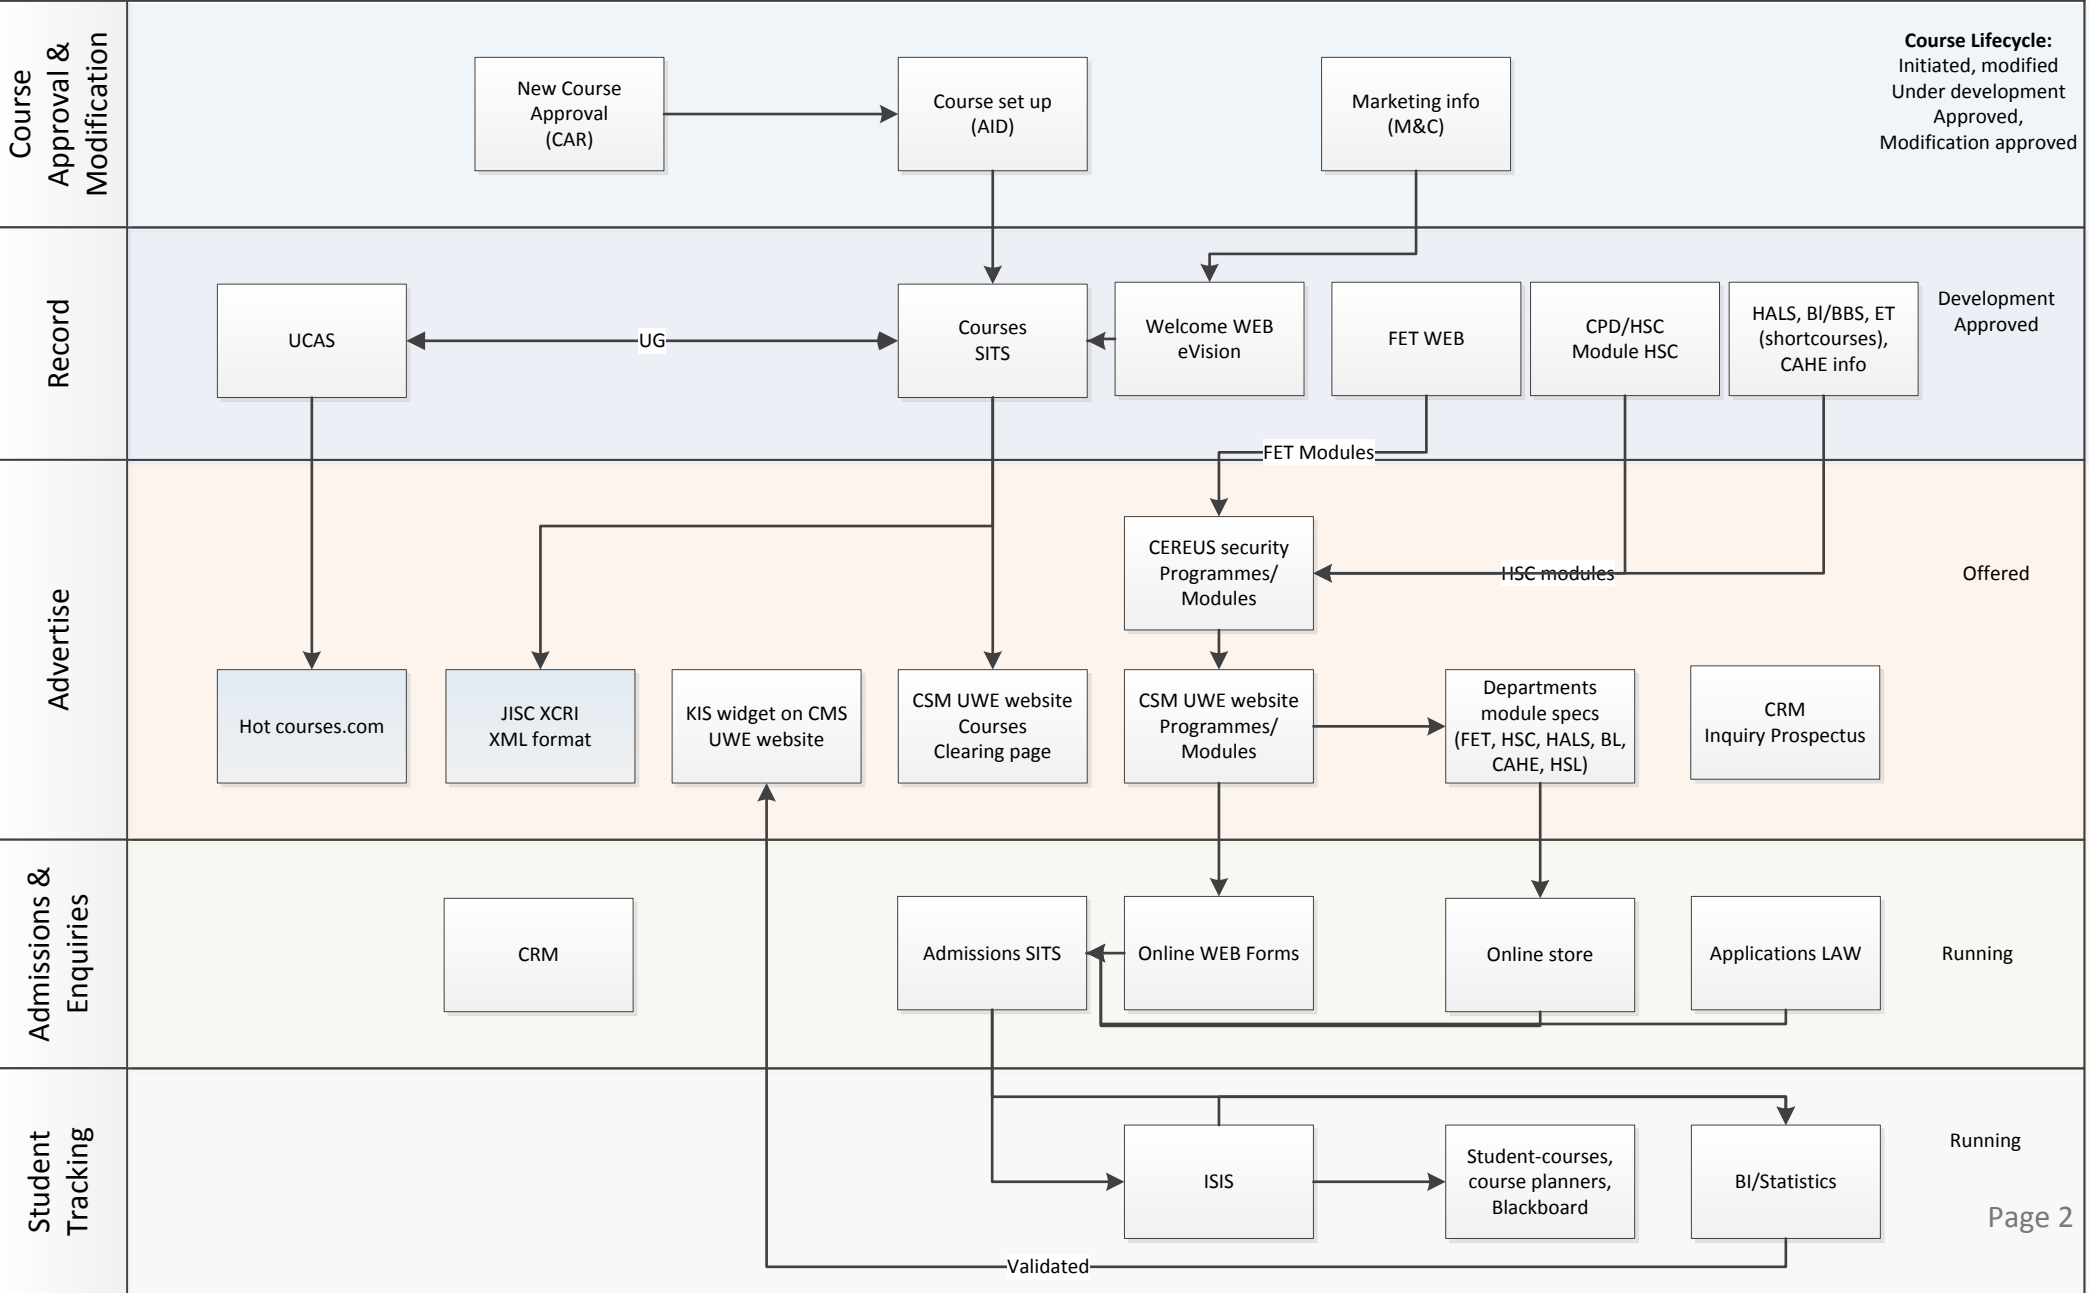 Course
Approval &
Modification
New Course
Approval
(CAR)
Course set up
(AID)
Marketing info
(M&C)
Course Lifecycle:
Initiated, modified
Under development
Approved,
Modification approved
Record
UCAS
UG
Courses
SITS
Welcome WEB
eVision
FET WEB
CPD/HSC
Module HSC
HALS, Bl/BBS, ET
(shortcourses),
CAHE info
Development
Approved
FET Modules
Advertise
CEREUS security
Programmes/
Modules
HSC modules
Offered
Hot courses.com
JISC XCRI
XML format
KIS widget on CMS
UWE website
CSM UWE website
Courses
Clearing page
CSM UWE website
Programmes/
Modules
Departments
module specs
(FET, HSC, HALS, BL,
CAHE, HSL)
CRM
Inquiry Prospectus
Admissions &
Enquiries
CRM
Admissions SITS
Online WEB Forms
Online store
Applications LAW
Running
Student
Tracking
ISIS
Student-courses,
course planners,
Blackboard
BI/Statistics
Running
Page 2
Validated